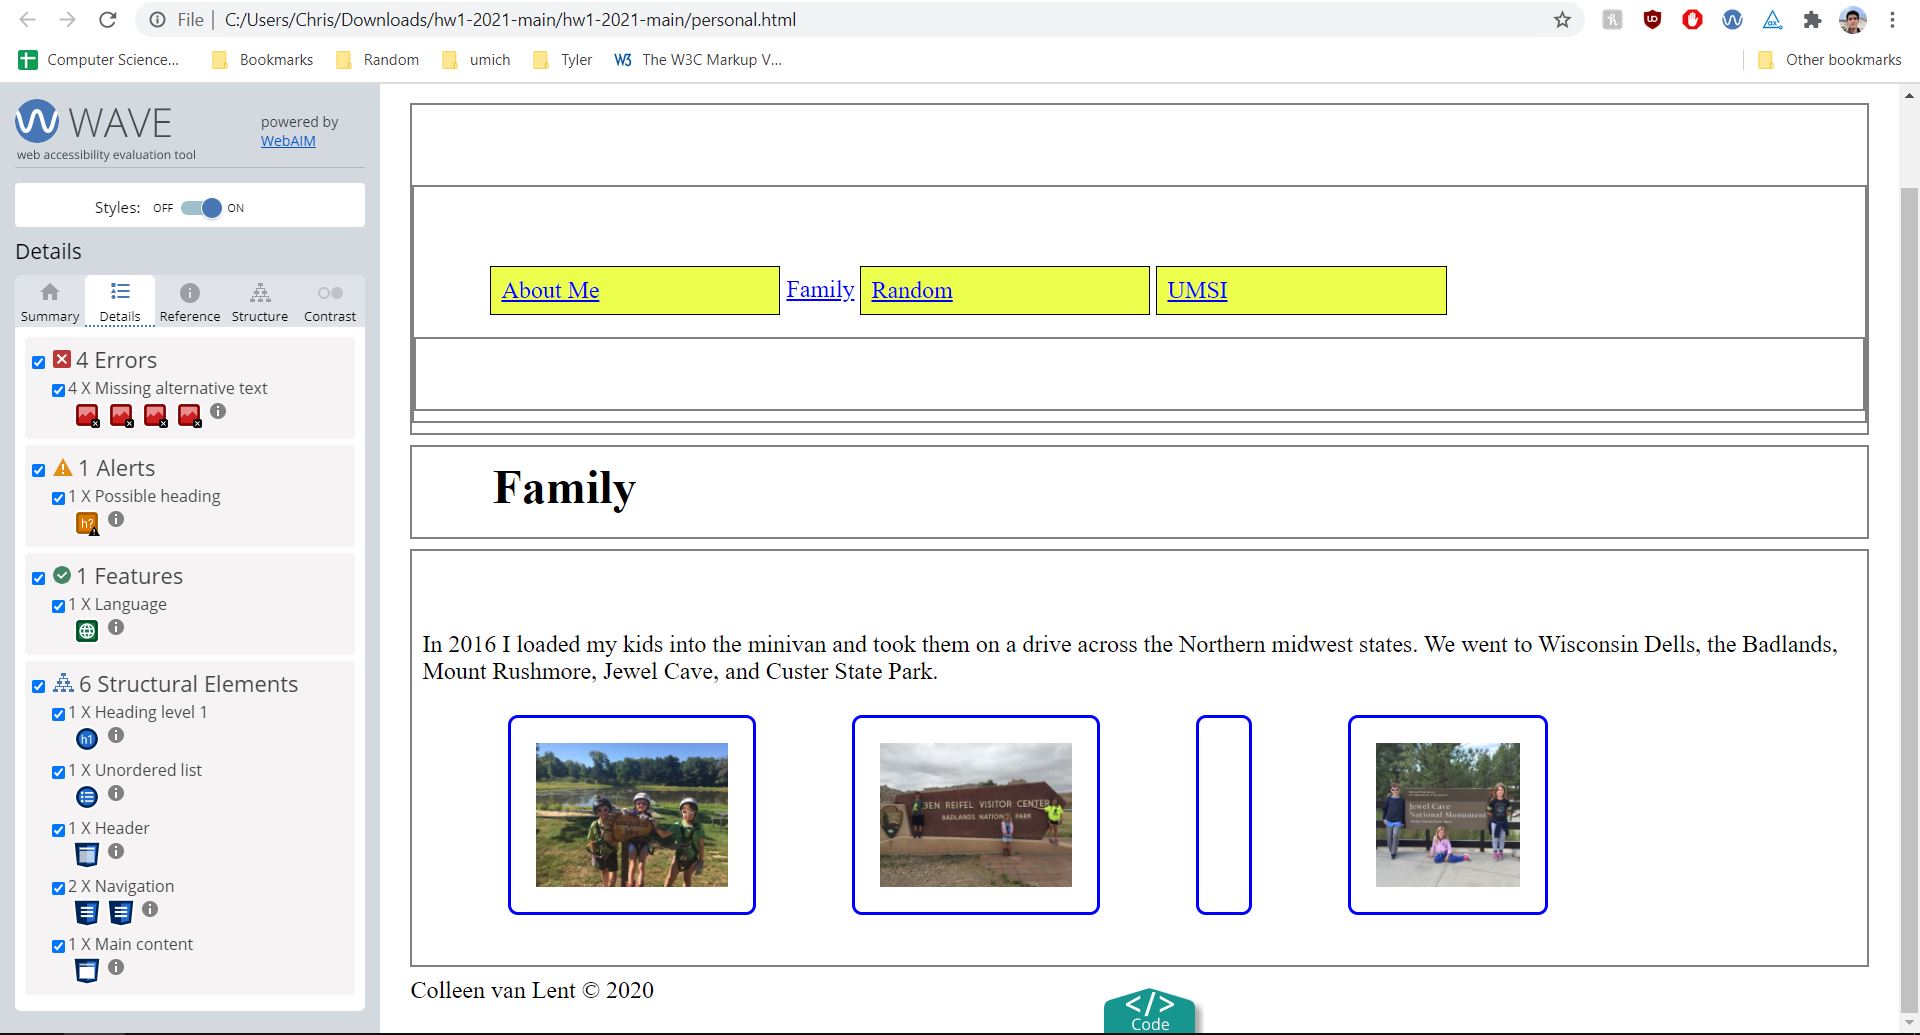 File | C:/Users/Chris/Downloads/hw1-2021-main/hw1-2021-main/personal.html
Computer Science...
Bookmarks
Random
umich
Tyler
W3 The W3C Markup V...
Other bookmarks
WAVE
powered by
WebAIM
web accessibility evaluation tool
Styles: OFF ON
Details
Summary Details Reference Structure Contrast
4 Errors
4 X Missing alternative text
1 Alerts
1 X Possible heading
h?
1 Features
1 X Language
6 Structural Elements
1 X Heading level 1
h1
1 X Unordered list
1 X Header
2 X Navigation
1 X Main content
About Me Family Random UMSI
Family
In 2016 I loaded my kids into the minivan and took them on a drive across the Northern midwest states. We went to Wisconsin Dells, the Badlands,
Mount Rushmore, Jewel Cave, and Custer State Park.
BEN REIFEL VISITOR CENTER
BADLANDS NATIONAL PARK
Jewel Cave
National Monument
Colleen van Lent © 2020
</>
Code